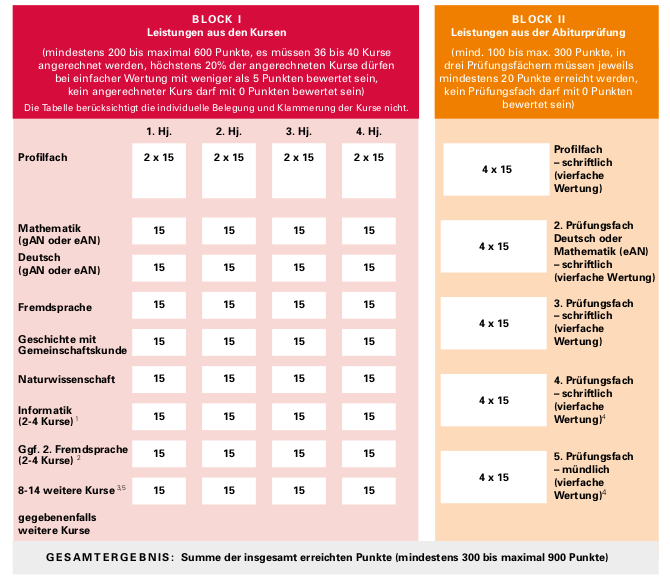 BLOCK I
Leistungen aus den Kursen
(mindestens 200 bis maximal 600 Punkte, es müssen 36 bis 40 Kurse
angerechnet werden, höchstens 20% der angerechneten Kurse dürfen
bei einfacher Wertung mit weniger als 5 Punkten bewertet sein,
kein angerechneter Kurs darf mit 0 Punkten bewertet sein)
Die Tabelle berücksichtigt die individuelle Belegung und Klammerung der Kurse nicht.
1. Hj. 2. Hj. 3. Hj. 4. Hj.
Profilfach 2 x 15 2 x 15 2 x 15 2 x 15
Mathematik
(gAN oder eAN) 15 15 15 15
Deutsch
(gAN oder eAN) 15 15 15 15
Fremdsprache 15 15 15 15
Geschichte mit
Gemeinschaftskunde 15 15 15 15
Naturwissenschaft 15 15 15 15
Informatik
(2-4 Kurse) 1 15 15 15 15
Ggf. 2. Fremdsprache
(2-4 Kurse) 2 15 15 15 15
8-14 weitere Kurse 3,5 15 15 15 15
gegebenenfalls
weitere Kurse
BLOCK II
Leistungen aus der Abiturprüfung
(mind. 100 bis max. 300 Punkte, in
drei Prüfungsfächern müssen jeweils
mindestens 20 Punkte erreicht werden,
kein Prüfungsfach darf mit 0 Punkten
bewertet sein)
4 x 15 Profilfach
– schriftlich
(vierfache
Wertung)
4 x 15 2. Prüfungsfach
Deutsch oder
Mathematik (eAN)
– schriftlich
(vierfache Wertung)
4 x 15 3. Prüfungsfach
– schriftlich
(vierfache
Wertung)
4 x 15 4. Prüfungsfach
– schriftlich
(vierfache
Wertung)4
4 x 15 5. Prüfungsfach
– mündlich
(vierfache
Wertung)4
GESAMTERGEBNIS: Summe der insgesamt erreichten Punkte (mindestens 300 bis maximal 900 Punkte)